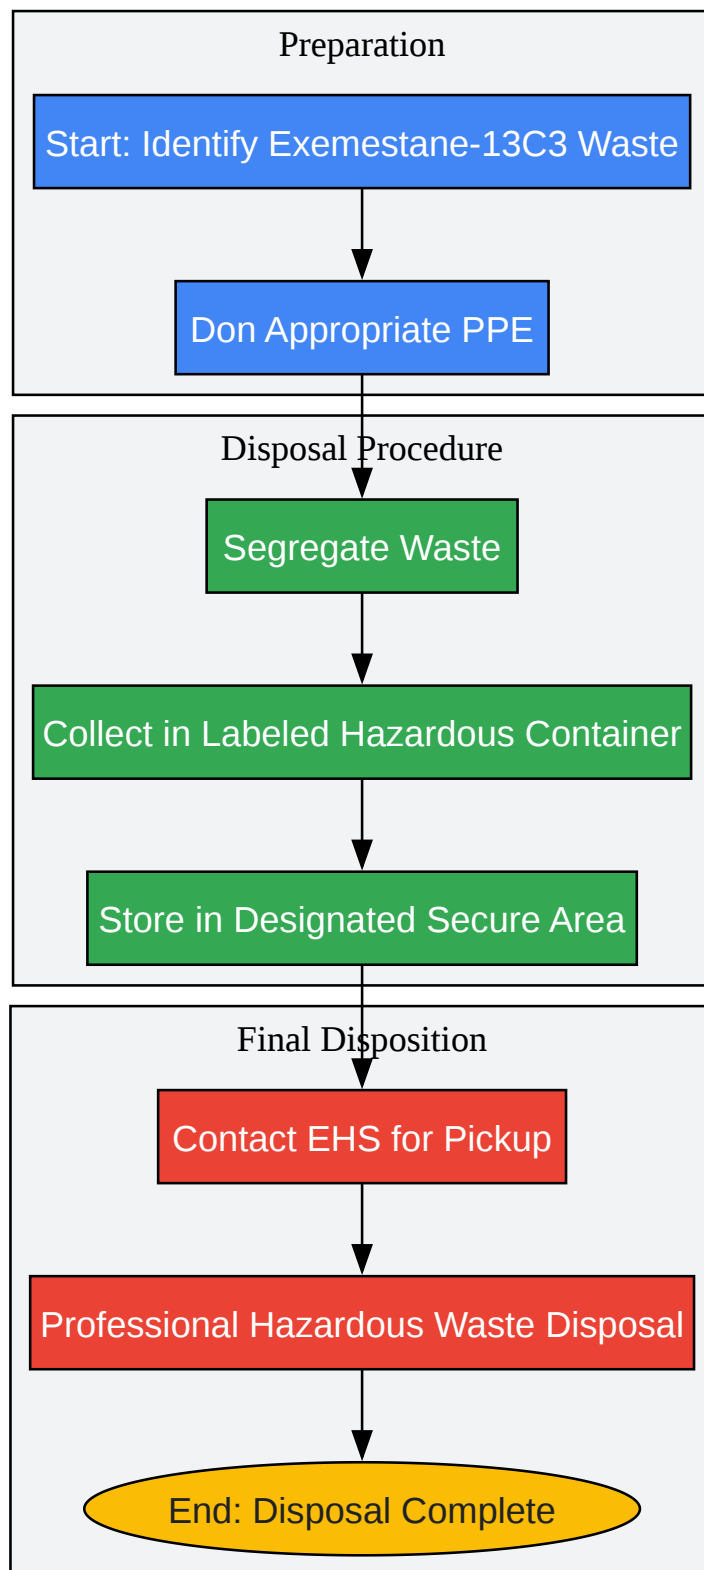 Preparation
Start: Identify Exemestane-13C3 Waste
Don Appropriate PPE
Disposal Procedure
Segregate Waste
Collect in Labeled Hazardous Container
Store in Designated Secure Area
Final Disposition
Contact EHS for Pickup
Professional Hazardous Waste Disposal
End: Disposal Complete